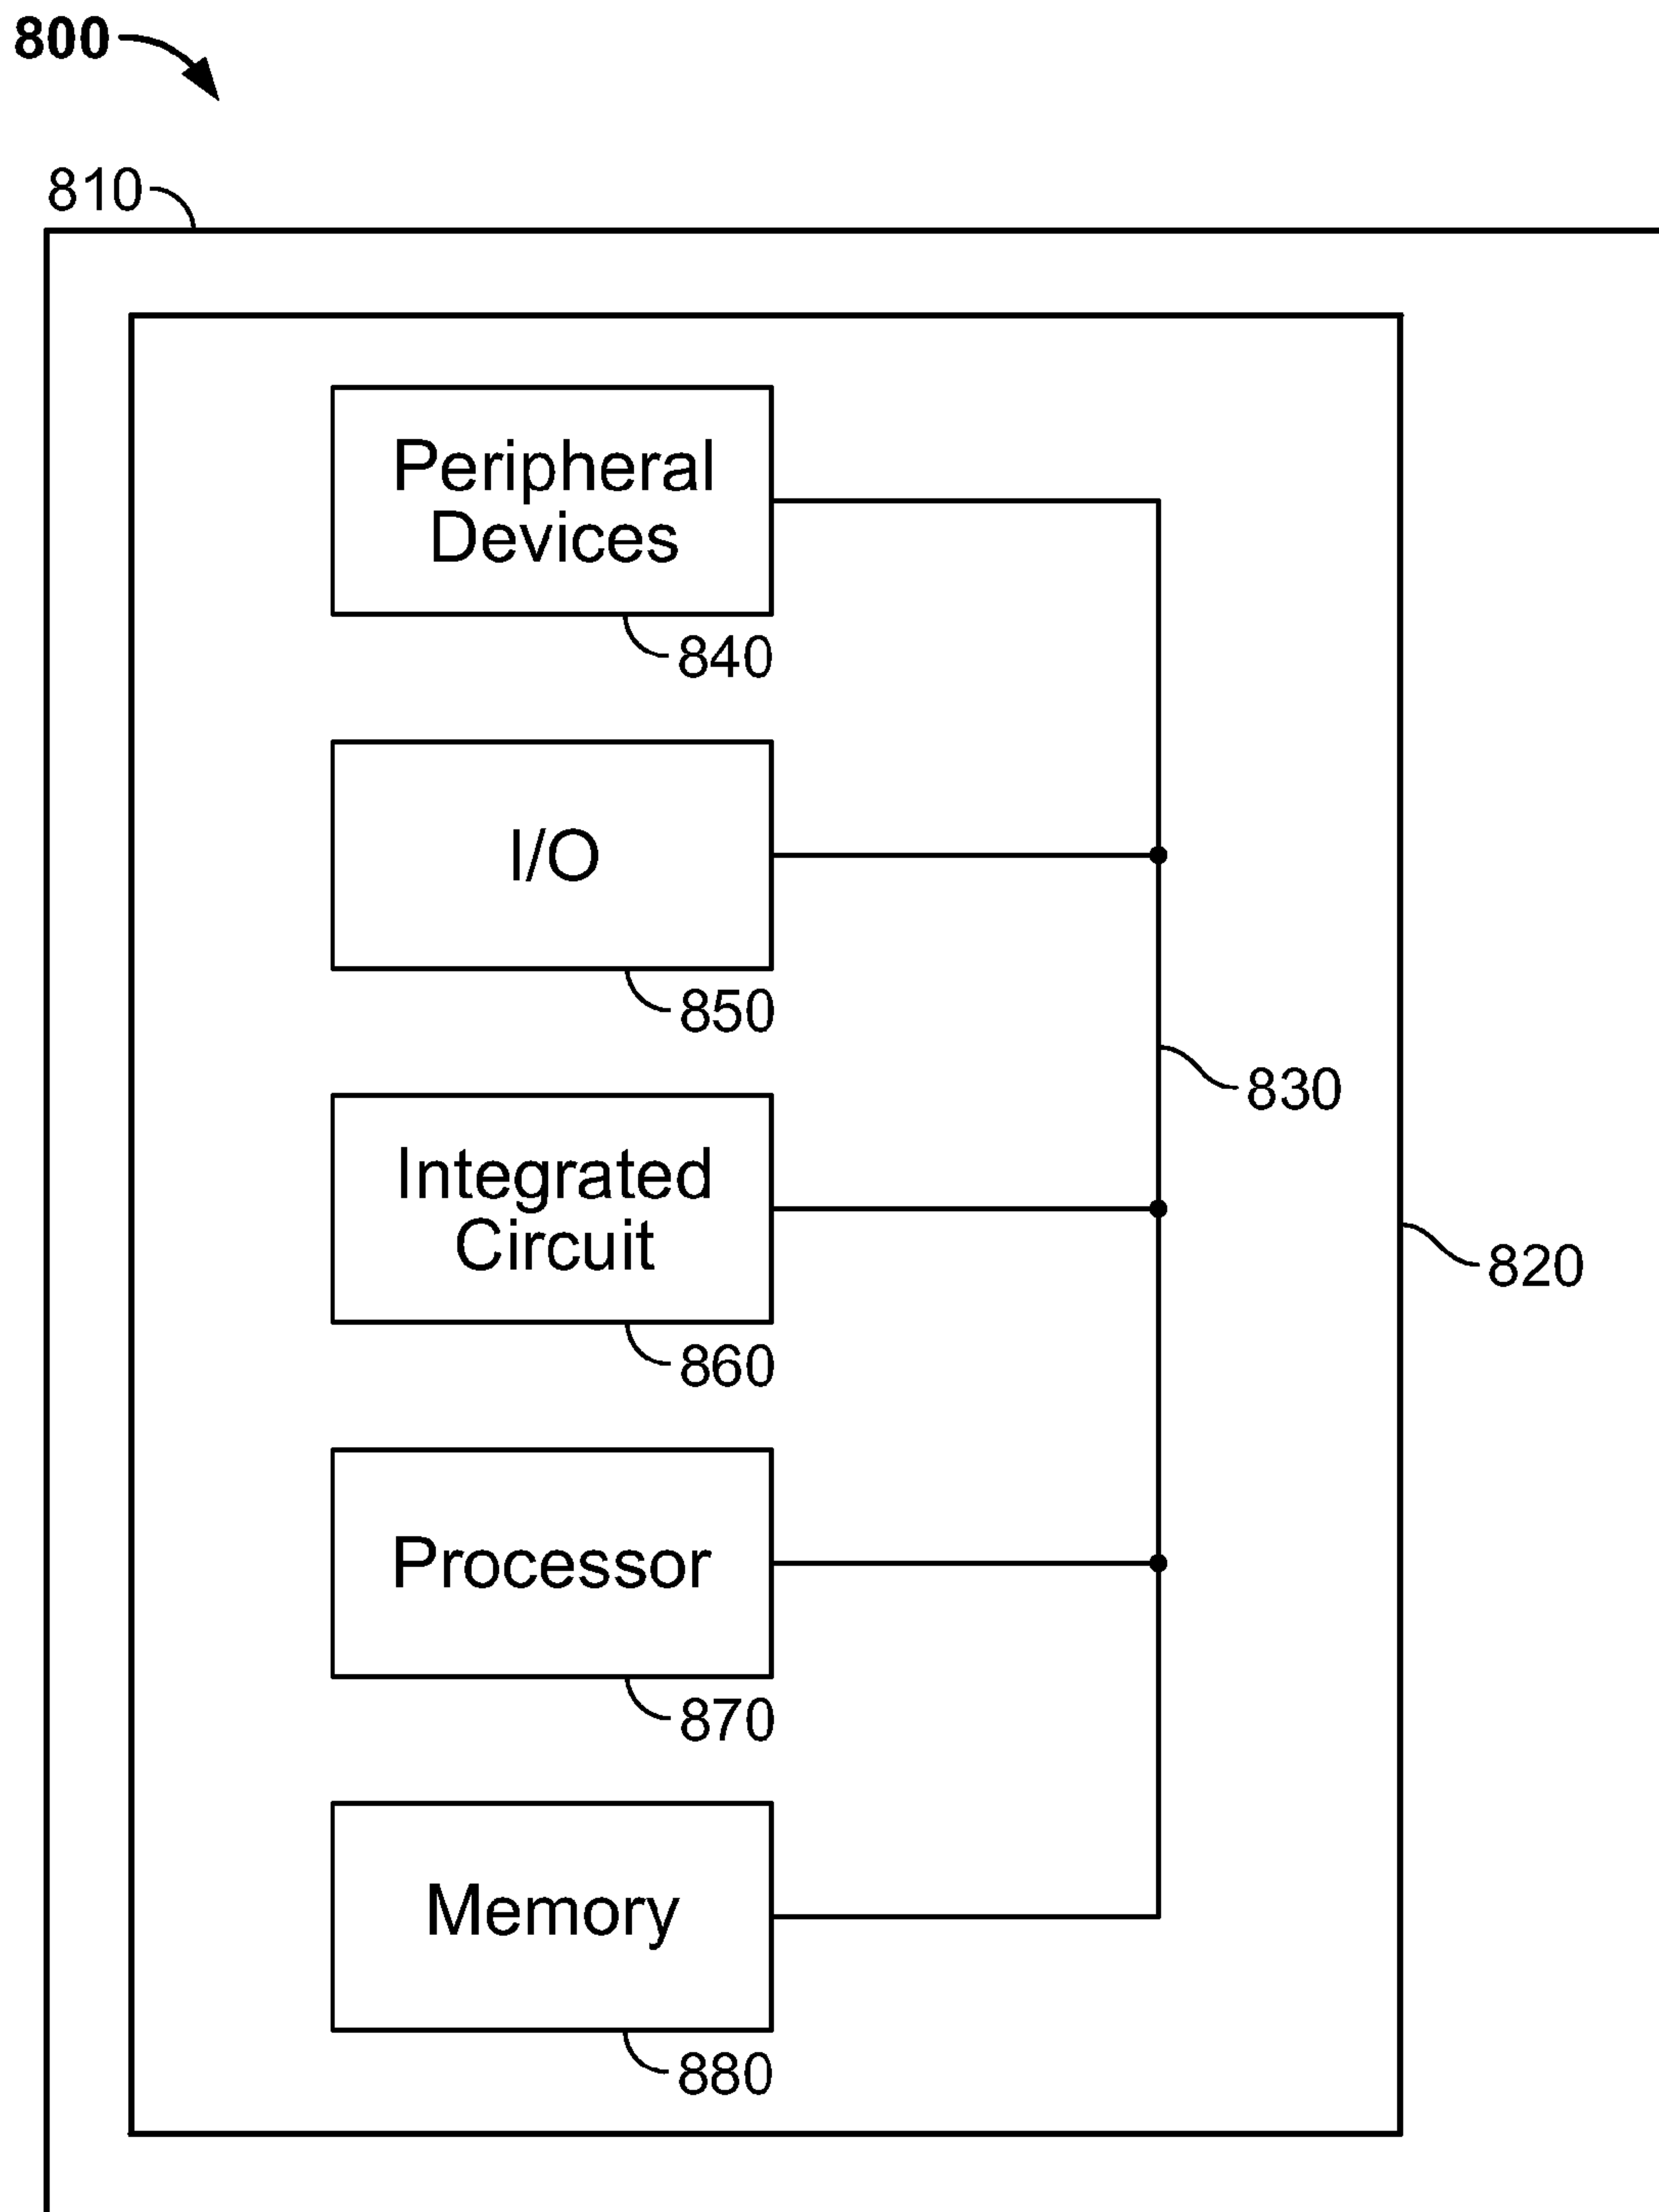 800
810
Peripheral
Devices
840
I/O
850
830
Integrated
Circuit
820
860
Processor
870
Memory
880